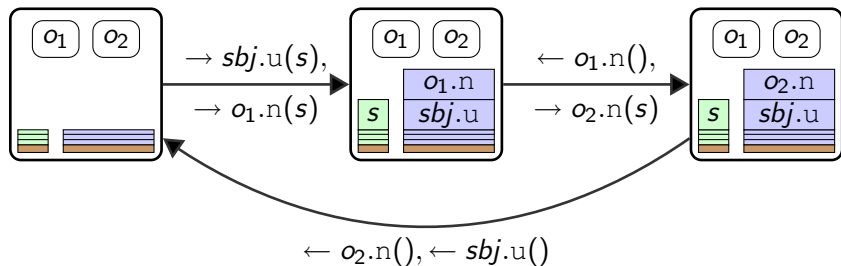 o₁ o₂
→ sbj.u(s),
→ o₁.n(s)
o₁ o₂
o₁.n
s sbj.u
← o₁.n(),
→ o₂.n(s)
o₁ o₂
o₂.n
s sbj.u
← o₂.n(), ← sbj.u()